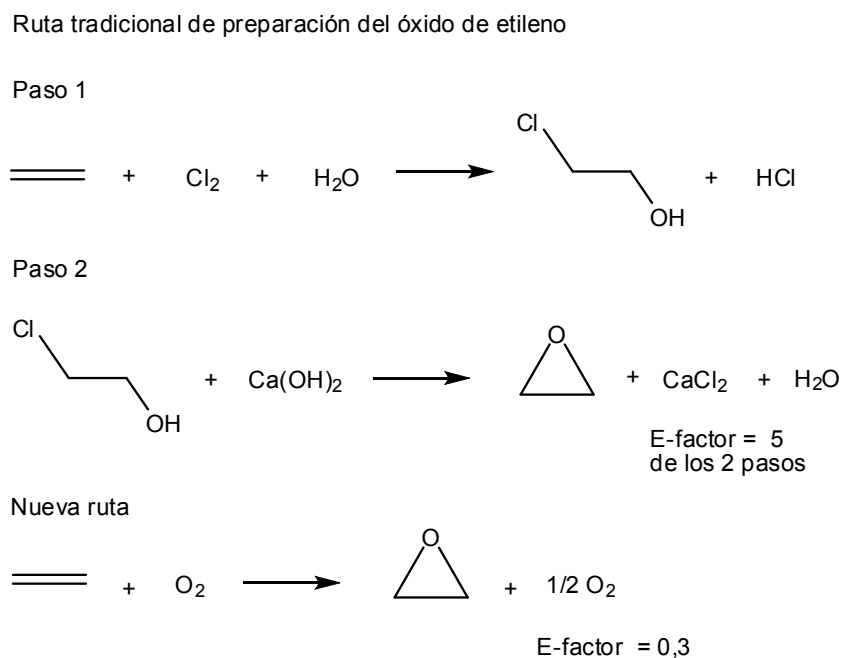 Ruta tradicional de preparación del óxido de etileno
Paso 1
+ Cl2 + H2O Cl OH + HCl
Paso 2
Cl OH + Ca(OH)2 O + CaCl2 + H2O
E-factor = 5
de los 2 pasos
Nueva ruta
+ O2 O + 1/2 O2
E-factor = 0,3